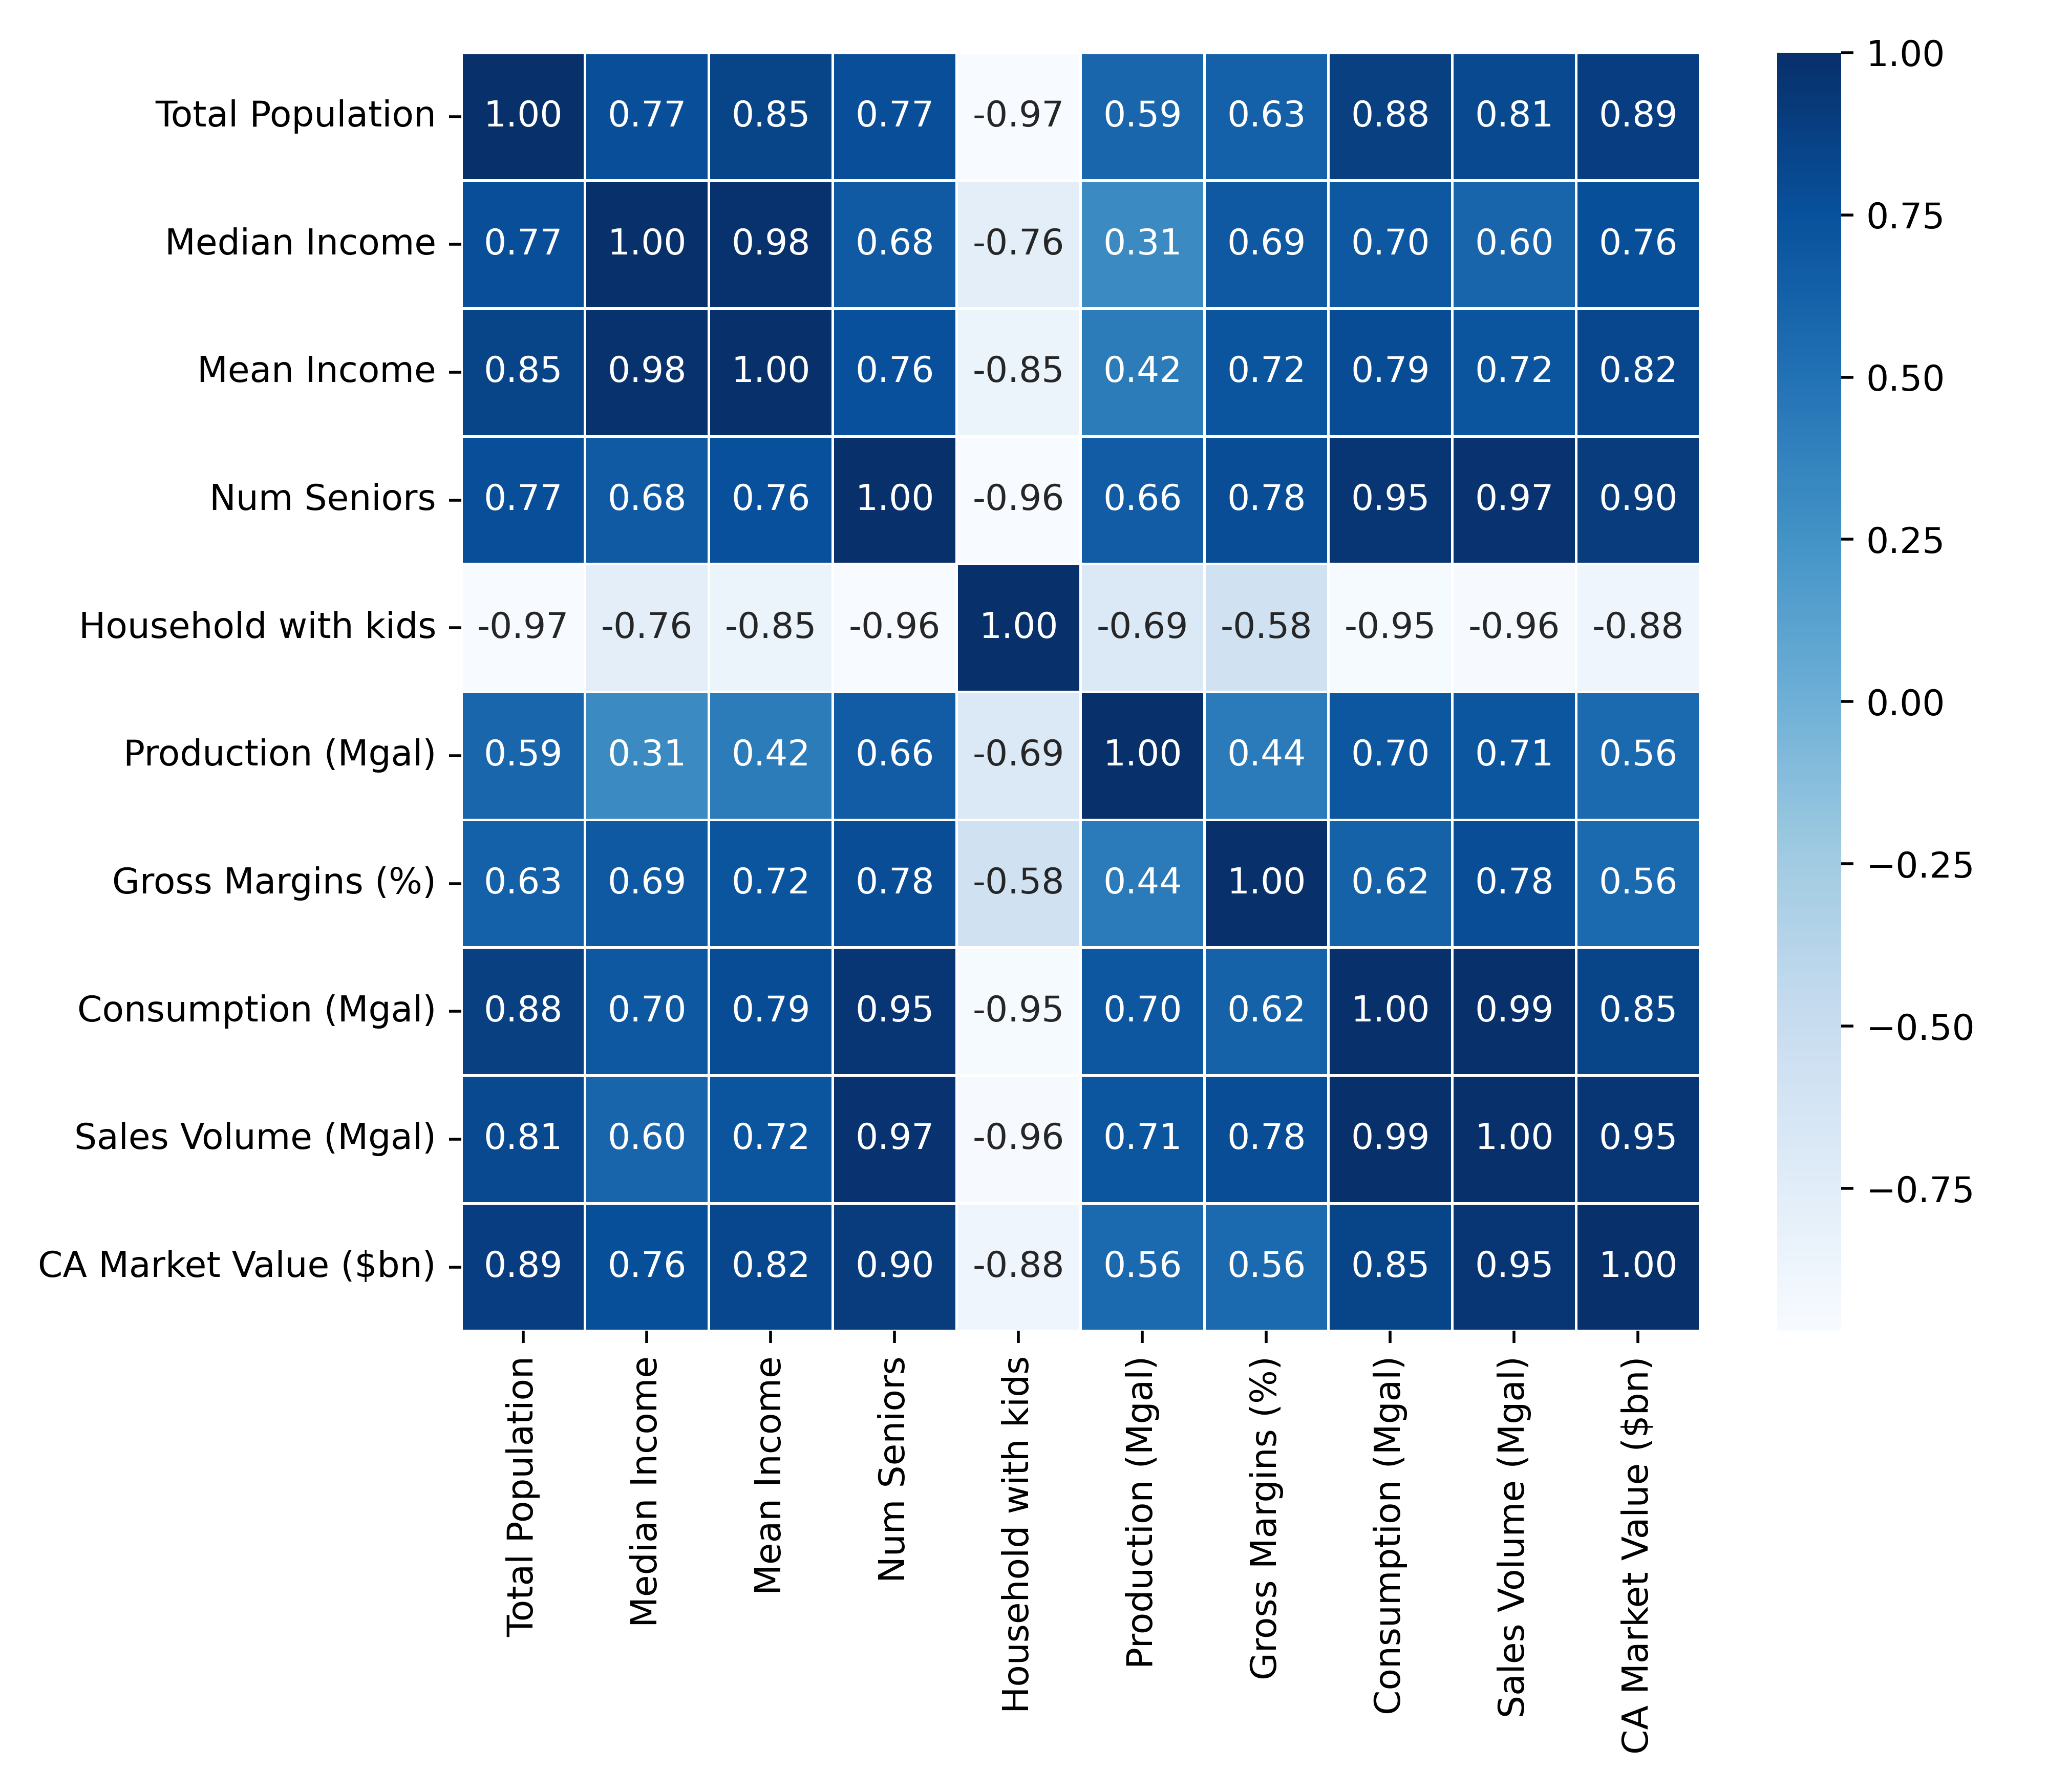 Total Population 1.00 0.77 0.85 0.77 -0.97 0.59 0.63 0.88 0.81 0.89
Median Income 0.77 1.00 0.98 0.68 -0.76 0.31 0.69 0.70 0.60 0.76
Mean Income 0.85 0.98 1.00 0.76 -0.85 0.42 0.72 0.79 0.72 0.82
Num Seniors 0.77 0.68 0.76 1.00 -0.96 0.66 0.78 0.95 0.97 0.90
Household with kids -0.97 -0.76 -0.85 -0.96 1.00 -0.69 -0.58 -0.95 -0.96 -0.88
Production (Mgal) 0.59 0.31 0.42 0.66 -0.69 1.00 0.44 0.70 0.71 0.56
Gross Margins (%) 0.63 0.69 0.72 0.78 -0.58 0.44 1.00 0.62 0.78 0.56
Consumption (Mgal) 0.88 0.70 0.79 0.95 -0.95 0.70 0.62 1.00 0.99 0.85
Sales Volume (Mgal) 0.81 0.60 0.72 0.97 -0.96 0.71 0.78 0.99 1.00 0.95
CA Market Value ($bn) 0.89 0.76 0.82 0.90 -0.88 0.56 0.56 0.85 0.95 1.00
Total Population
Median Income
Mean Income
Num Seniors
Household with kids
Production (Mgal)
Gross Margins (%)
Consumption (Mgal)
Sales Volume (Mgal)
CA Market Value ($bn)
1.00
0.75
0.50
0.25
0.00
−0.25
−0.50
−0.75